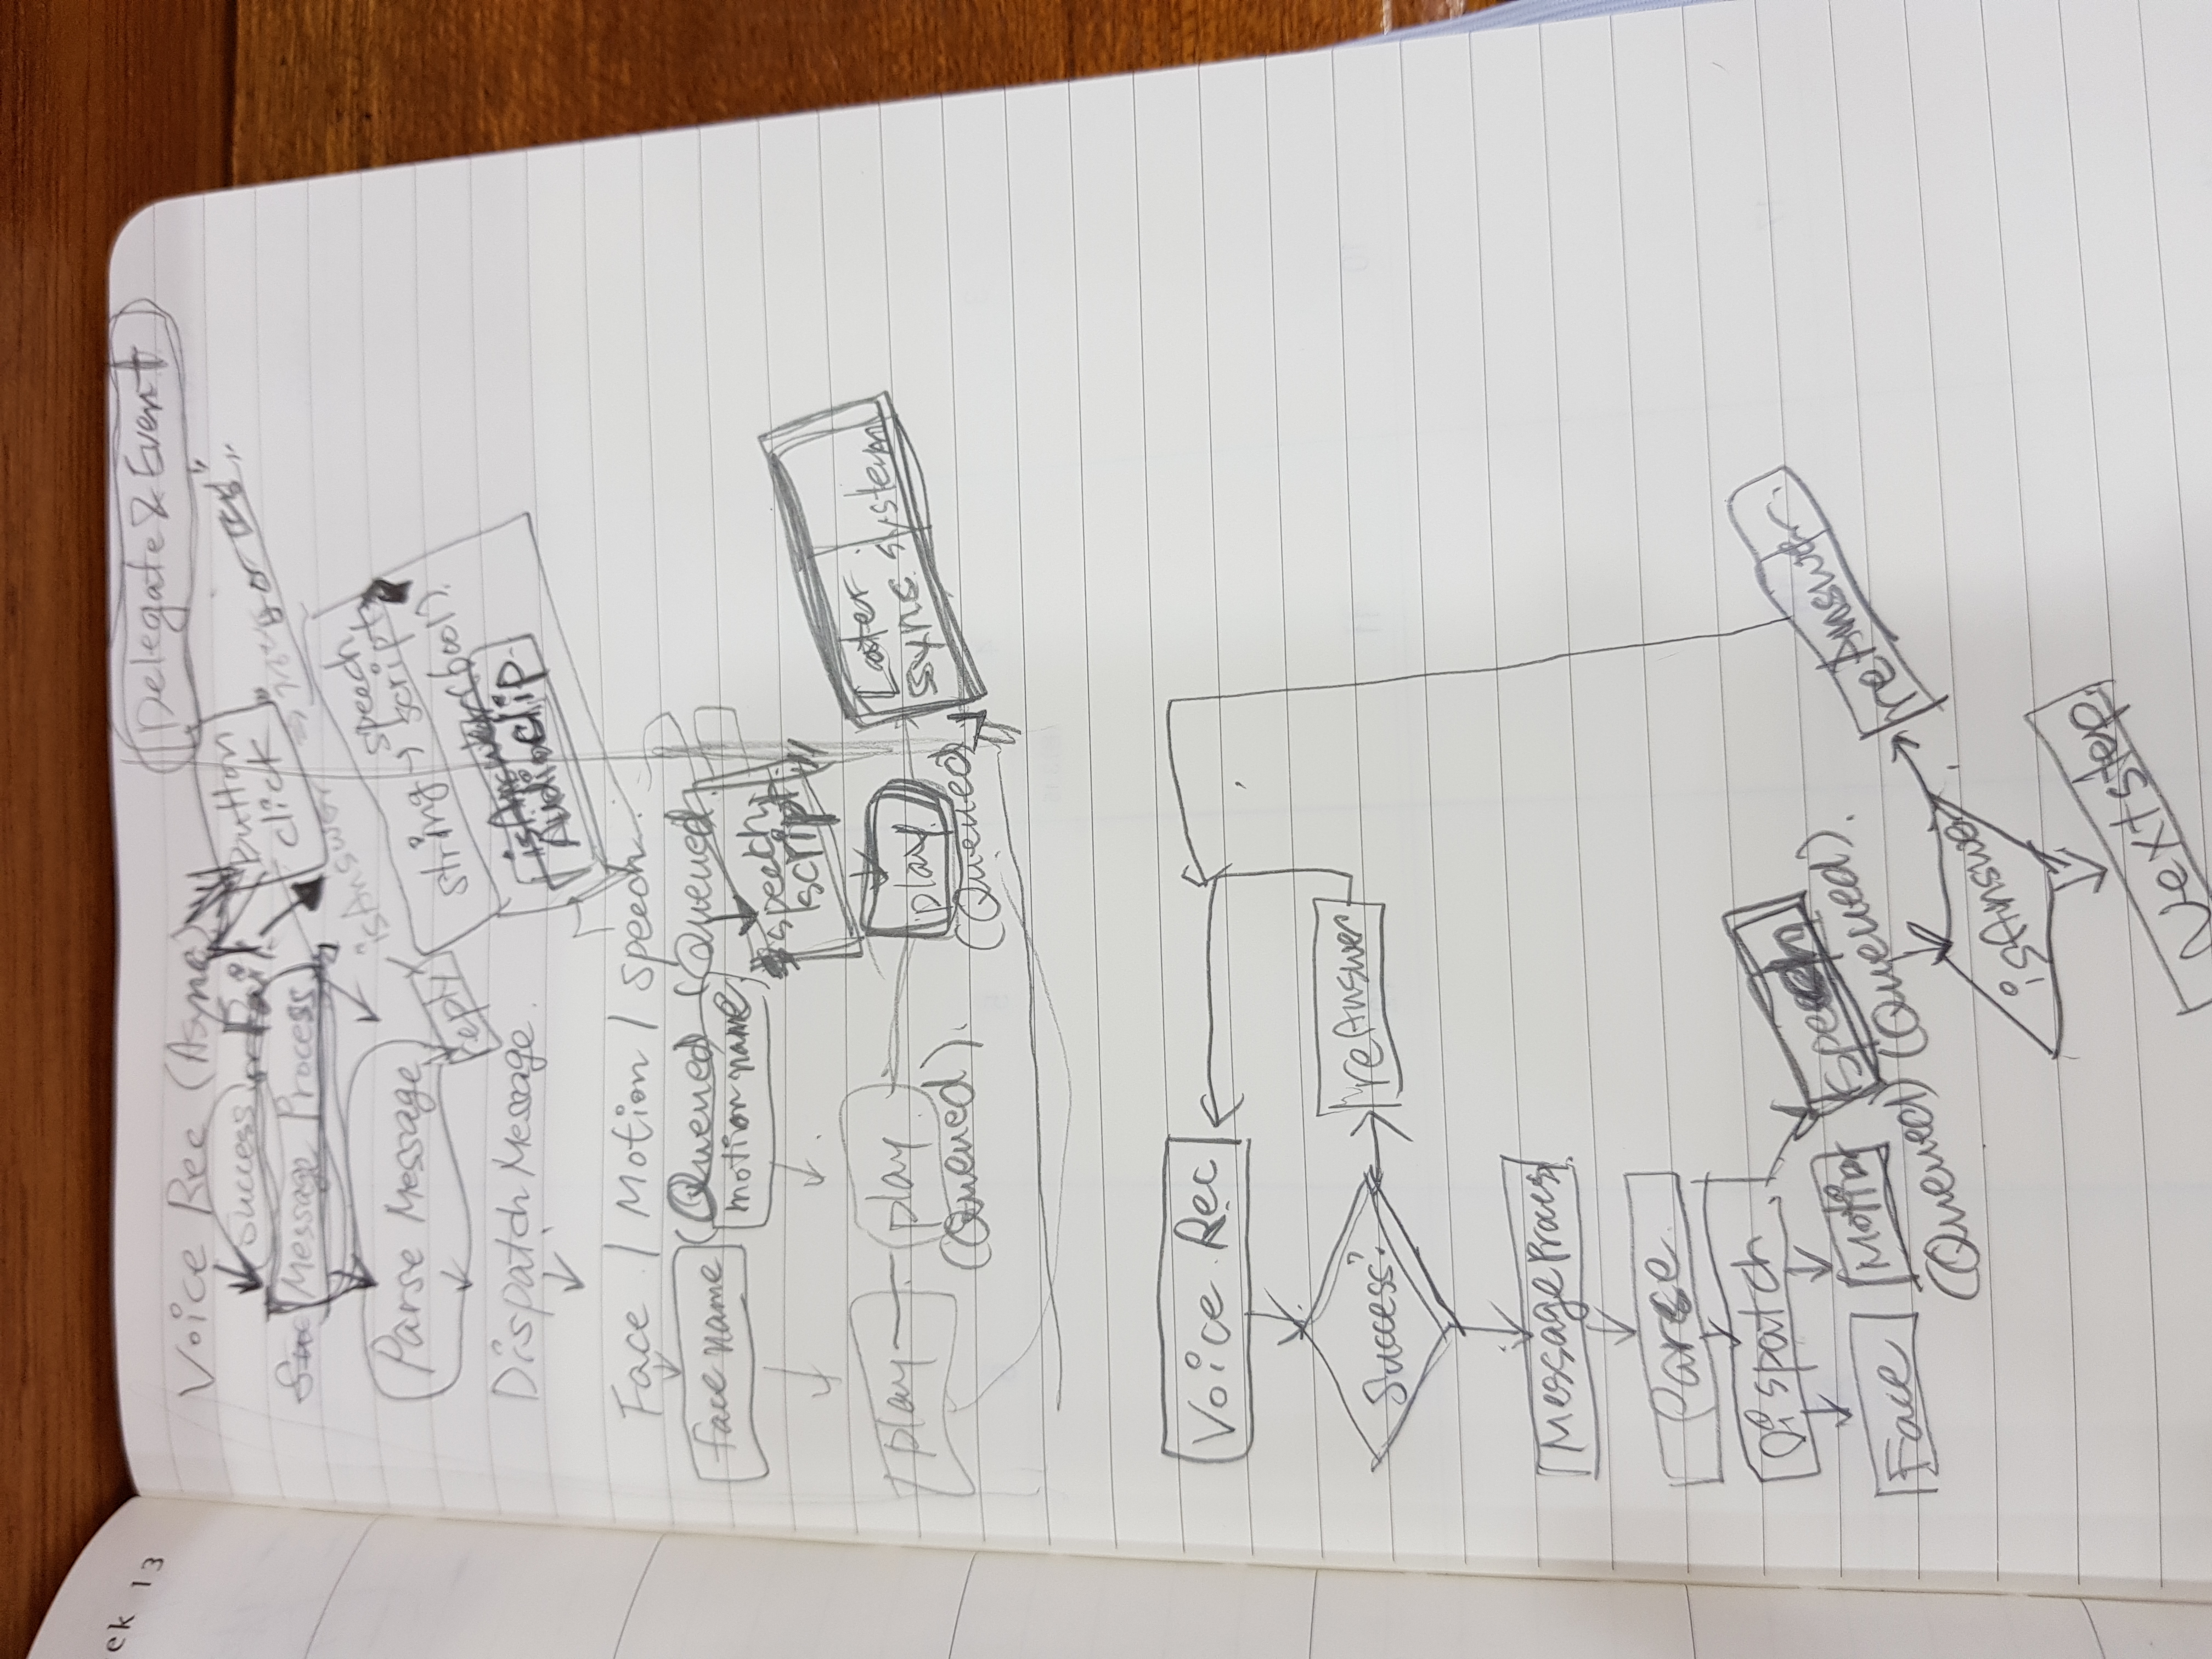 ek 13
Delegate & Event
Voice Rec (Async)
Success or Fail
Button
click
Message Process
isAnswer ⇒ " or "
Parse Message
reply
string → speech
script
isAnswer (bool).
Audioclip
Dispatch Message.
Face / Motion / speech.
face name
(Queued) (Queued)
motion name
speech
script
play play play
(Queued). (Queued)
Later
sync system
Voice Rec
Success?
reAnswer
Message Process
Parse
Dispatch
Face Motion speech
(Queued) (Queued).
isAnswer
reAnswer.
Next step.